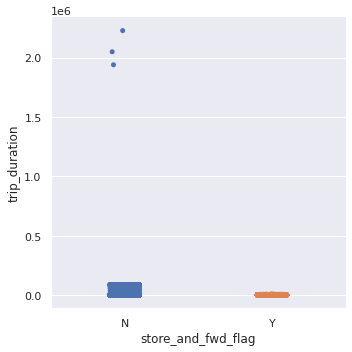 1e6
2.0
1.5
1.0
0.5
0.0
trip_duration
N Y
store_and_fwd_flag